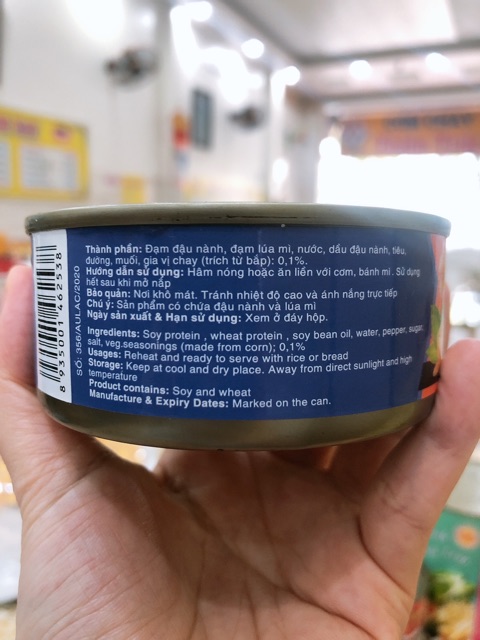 Thành phần: Đạm đậu nành, đạm lúa mì, nước, dầu đậu nành, tiêu,
đường, muối, gia vị chay (trích từ bắp); 0,1%.
Hướng dẫn sử dụng: Hâm nóng hoặc ăn liền với cơm, bánh mì. Sử dụng
hết sau khi mở nắp
Bảo quản: Nơi khô mát. Tránh nhiệt độ cao và ánh nắng trực tiếp
Chú ý: Sản phẩm có chứa đậu nành và lúa mì
Ngày sản xuất & Hạn sử dụng: Xem ở đáy hộp.
Ingredients: Soy protein , wheat protein , soy bean oil, water, pepper, sugar,
salt, veg.seasonings (made from corn); 0,1%
Usages: Reheat and ready to serve with rice or bread
Storage: Keep at cool and dry place. Away from direct sunlight and high
temperature
Product contains: Soy and wheat
Manufacture & Expiry Dates: Marked on the can.
8 935001 462538
SỐ: 356/AULAC/2020